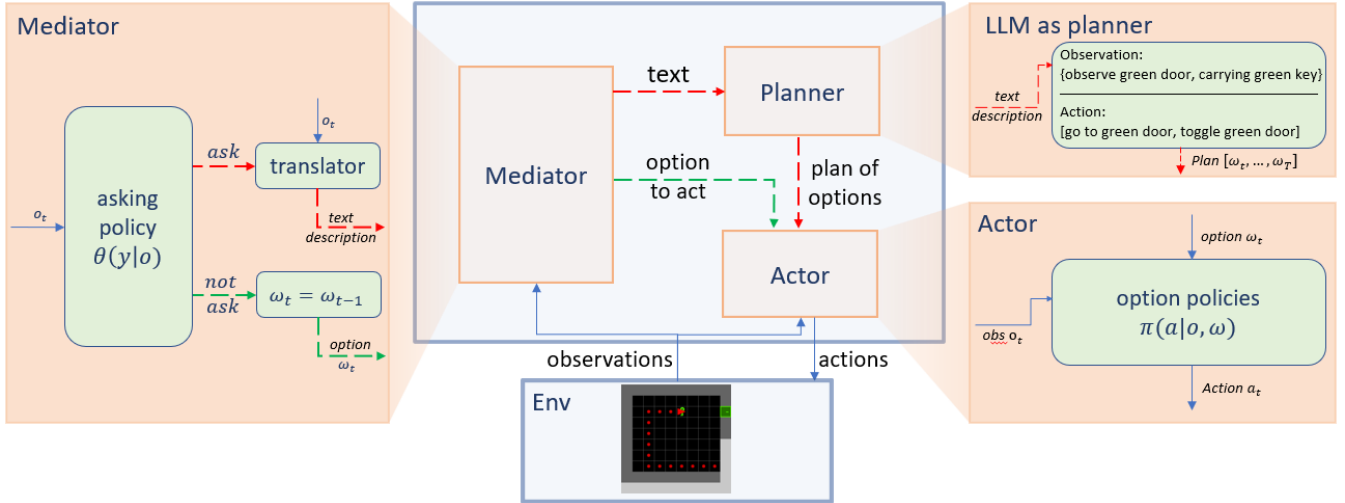 Mediator
o_t
asking
policy
θ(y|o)
ask
o_t
translator
text
description
not
ask
ω_t = ω_{t−1}
option
ω_t
Mediator
text
Planner
option
to act
plan of
options
Actor
observations
actions
Env
LLM as planner
text
description
Observation:
{observe green door, carrying green key}
Action:
[go to green door, toggle green door]
Plan [ω_t, … , ω_T]
Actor
option ω_t
obs o_t
option policies
π(a|o, ω)
Action a_t